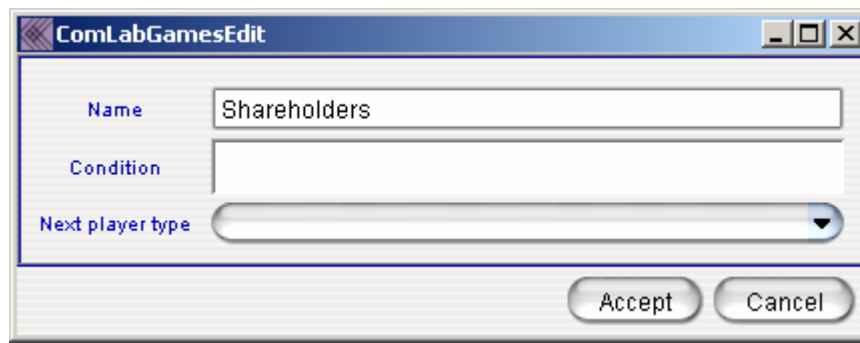 ComLabGamesEdit
Name Shareholders
Condition
Next player type
Accept Cancel